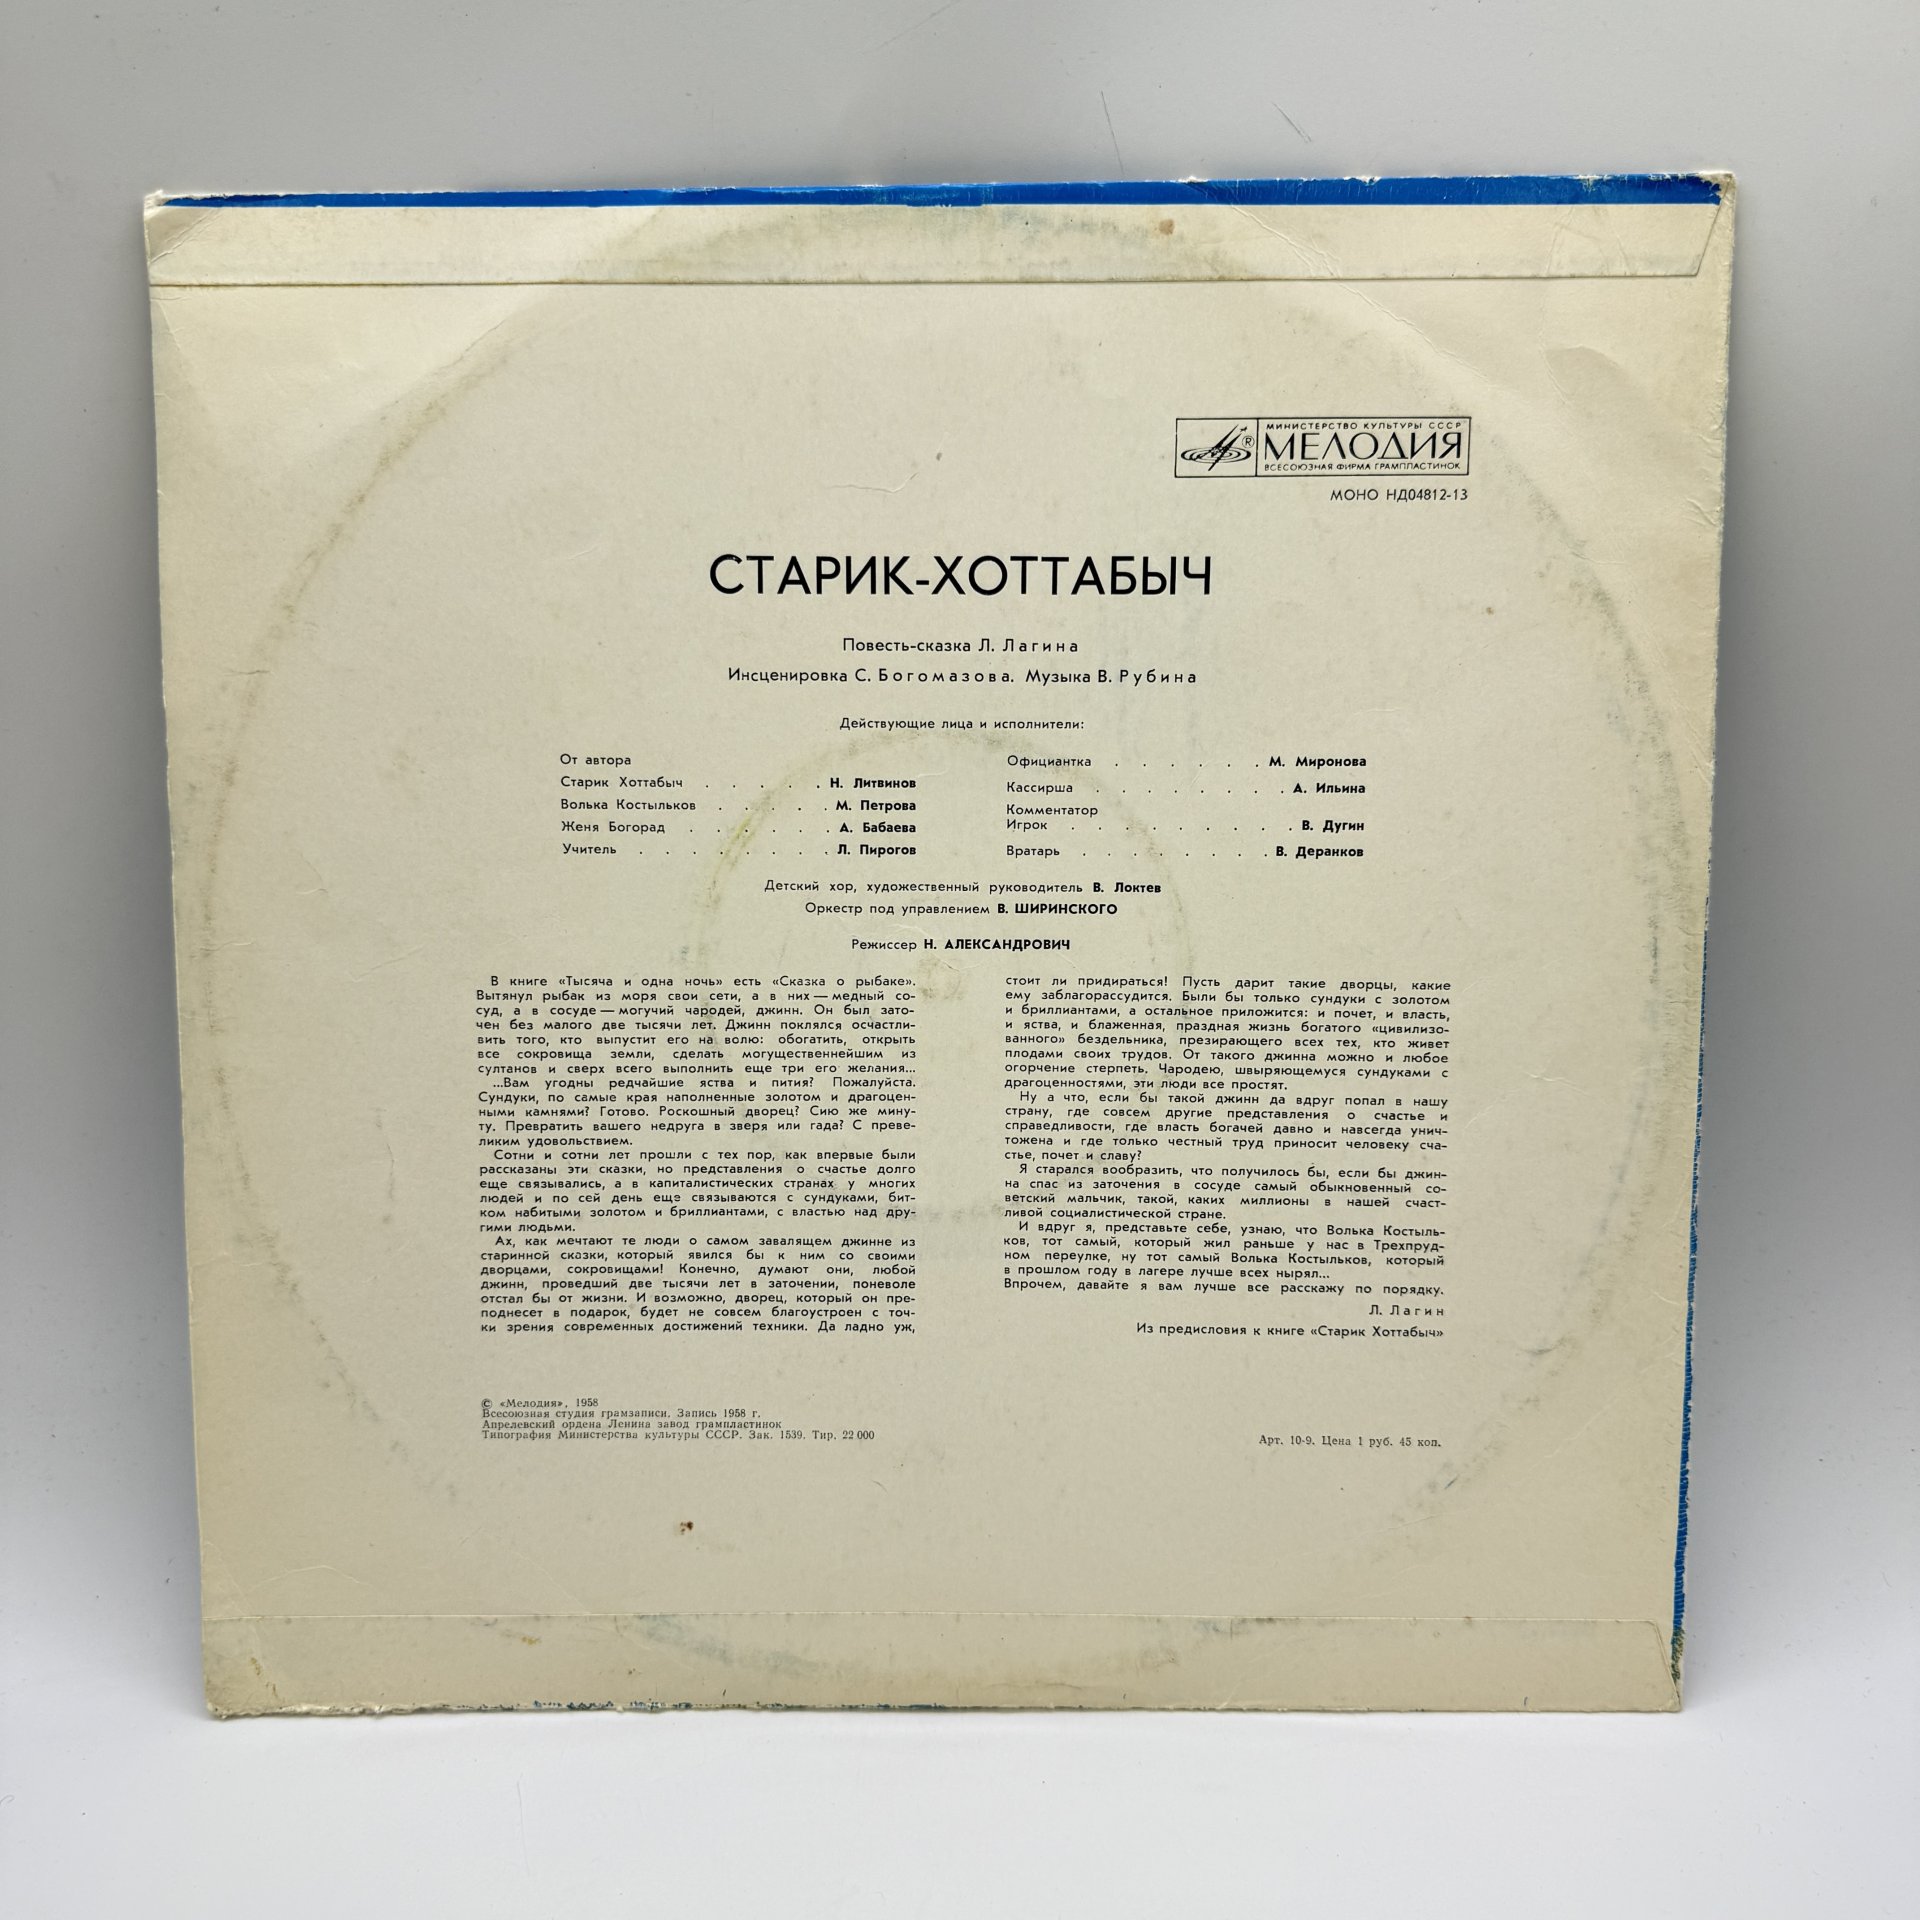 МИНИСТЕРСТВО КУЛЬТУРЫ СССР
МЕЛОДИЯ
ВСЕСОЮЗНАЯ ФИРМА ГРАМПЛАСТИНОК
®
МОНО НД04812-13
СТАРИК-ХОТТАБЫЧ
Повесть-сказка Л. Лагина
Инсценировка С. Богомазова. Музыка В. Рубина
Действующие лица и исполнители:
От автора
Старик Хоттабыч . . . . . Н. Литвинов
Волька Костыльков . . . . . М. Петрова
Женя Богорад . . . . . . А. Бабаева
Учитель . . . . . . . . Л. Пирогов
Официантка . . . . . . М. Миронова
Кассирша . . . . . . . . А. Ильина
Комментатор
Игрок . . . . . . . . . В. Дугин
Вратарь . . . . . . . . В. Деранков
Детский хор, художественный руководитель В. Локтев
Оркестр под управлением В. ШИРИНСКОГО
Режиссер Н. АЛЕКСАНДРОВИЧ
В книге «Тысяча и одна ночь» есть «Сказка о рыбаке».
Вытянул рыбак из моря свои сети, а в них — медный со-
суд, а в сосуде — могучий чародей, джинн. Он был зато-
чен без малого две тысячи лет. Джинн поклялся осчастли-
вить того, кто выпустит его на волю: обогатить, открыть
все сокровища земли, сделать могущественнейшим из
султанов и сверх всего выполнить еще три его желания...
...Вам угодны редчайшие яства и пития? Пожалуйста.
Сундуки, по самые края наполненные золотом и драгоцен-
ными камнями? Готово. Роскошный дворец? Сию же мину-
ту. Превратить вашего недруга в зверя или гада? С преве-
ликим удовольствием.
Сотни и сотни лет прошли с тех пор, как впервые были
рассказаны эти сказки, но представления о счастье долго
еще связывались, а в капиталистических странах у многих
людей и по сей день еще связываются с сундуками, бит-
ком набитыми золотом и бриллиантами, с властью над дру-
гими людьми.
Ах, как мечтают те люди о самом завалящем джинне из
старинной сказки, который явился бы к ним со своими
дворцами, сокровищами! Конечно, думают они, любой
джинн, проведший две тысячи лет в заточении, поневоле
отстал бы от жизни. И возможно, дворец, который он пре-
поднесет в подарок, будет не совсем благоустроен с точ-
ки зрения современных достижений техники. Да ладно уж,
стоит ли придираться! Пусть дарит такие дворцы, какие
ему заблагорассудится. Были бы только сундуки с золотом
и бриллиантами, а остальное приложится: и почет, и власть,
и яства, и блаженная, праздная жизнь богатого «цивилизо-
ванного» бездельника, презирающего всех тех, кто живет
плодами своих трудов. От такого джинна можно и любое
огорчение стерпеть. Чародею, швыряющемуся сундуками с
драгоценностями, эти люди все простят.
Ну а что, если бы такой джинн да вдруг попал в нашу
страну, где совсем другие представления о счастье и
справедливости, где власть богачей давно и навсегда унич-
тожена и где только честный труд приносит человеку сча-
стье, почет и славу?
Я старался вообразить, что получилось бы, если бы джин-
на спас из заточения в сосуде самый обыкновенный со-
ветский мальчик, такой, каких миллионы в нашей счаст-
ливой социалистической стране.
И вдруг я, представьте себе, узнаю, что Волька Костыль-
ков, тот самый, который жил раньше у нас в Трехпруд-
ном переулке, ну тот самый Волька Костыльков, который
в прошлом году в лагере лучше всех нырял...
Впрочем, давайте я вам лучше все расскажу по порядку.
Л. Лагин
Из предисловия к книге «Старик Хоттабыч»
© «Мелодия», 1958
Всесоюзная студия грамзаписи. Запись 1958 г.
Апрелевский ордена Ленина завод грампластинок
Типография Министерства культуры СССР. Зак. 1539. Тир. 22 000
Арт. 10-9. Цена 1 руб. 45 коп.